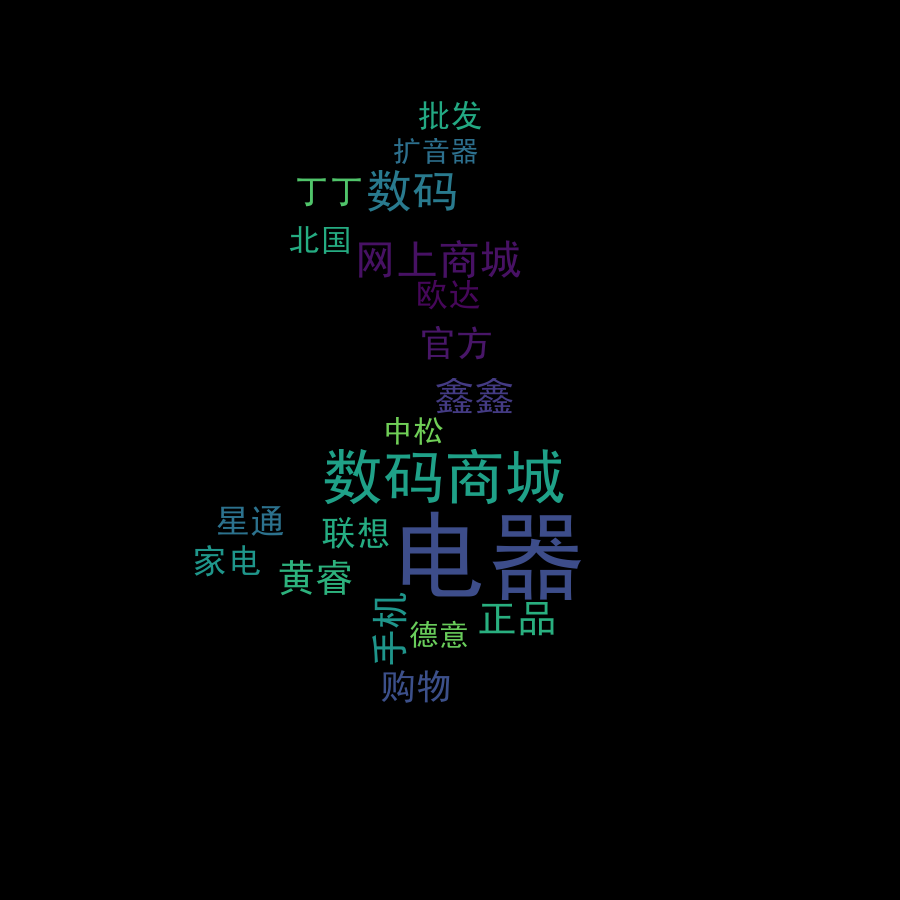 批发
扩音器
丁丁
数码
北国
网上商城
欧达
官方
鑫鑫
中松
数码商城
星通
联想
电器
家电
黄睿
手机
正品
德意
购物